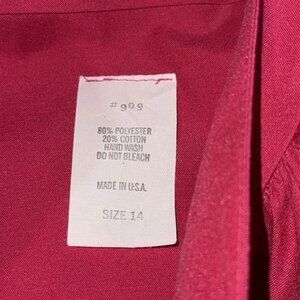 #909
80% POLYESTER
20% COTTON
HAND WASH
DO NOT BLEACH
MADE IN U.S.A.
SIZE 14